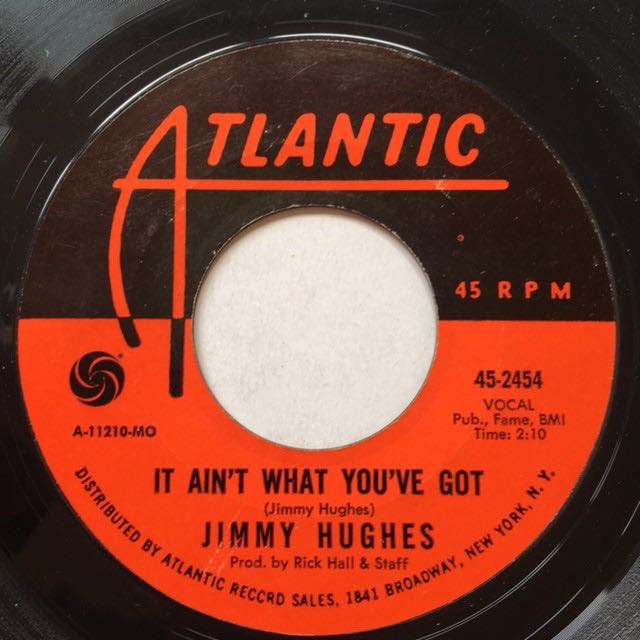 ATLANTIC
45 RPM
45-2454
VOCAL
Pub., Fame, BMI
Time: 2:10
A-11210-MO
IT AIN'T WHAT YOU'VE GOT
(Jimmy Hughes)
JIMMY HUGHES
Prod. by Rick Hall & Staff
DISTRIBUTED BY ATLANTIC RECCRD SALES, 1841 BROADWAY, NEW YORK, N. Y.